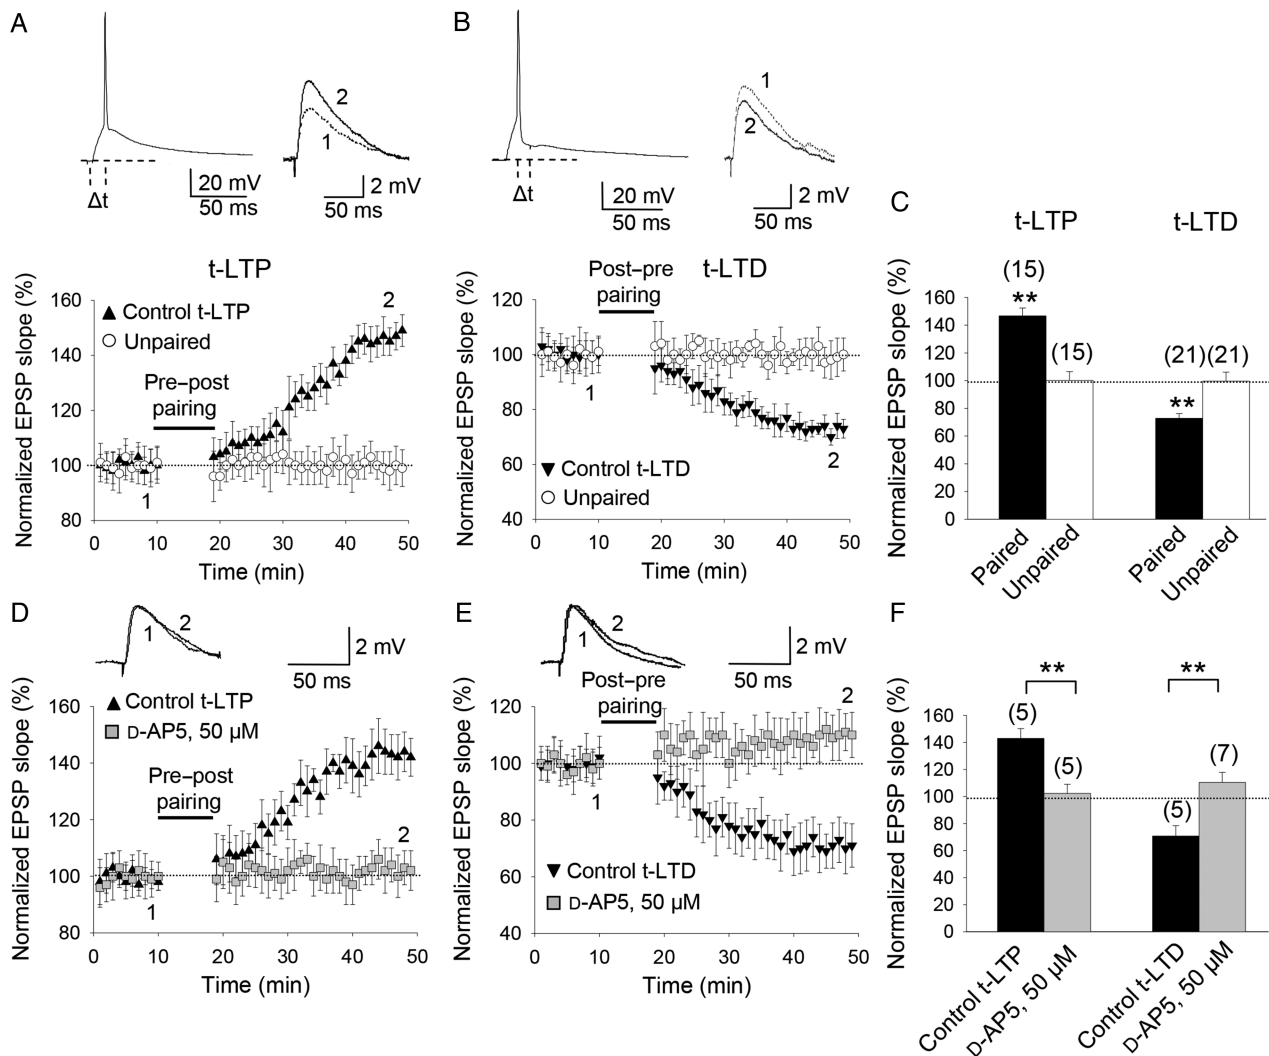 A
2
1
Δt
20 mV
50 ms
2 mV
50 ms
t-LTP
Normalized EPSP slope (%)
160
140
120
100
80
Control t-LTP
Unpaired
Pre–post
pairing
1
2
0 10 20 30 40 50
Time (min)
B
1
2
Δt
20 mV
50 ms
2 mV
50 ms
Post–pre
pairing
t-LTD
Normalized EPSP slope (%)
120
100
80
60
40
1
2
Control t-LTD
Unpaired
0 10 20 30 40 50
Time (min)
C
t-LTP t-LTD
Normalized EPSP slope (%)
160
140
120
100
80
60
40
20
0
(15)
**
(15)
(21) (21)
**
Paired
Unpaired
Paired
Unpaired
D
1
2
2 mV
50 ms
Normalized EPSP slope (%)
160
140
120
100
80
Control t-LTP
D-AP5, 50 µM
Pre–post
pairing
1
2
0 10 20 30 40 50
Time (min)
E
1
2
2 mV
50 ms
Post–pre
pairing
Normalized EPSP slope (%)
120
100
80
60
40
1
2
Control t-LTD
D-AP5, 50 µM
0 10 20 30 40 50
Time (min)
F
Normalized EPSP slope (%)
160
140
120
100
80
60
40
20
0
** **
(5)
(5)
(5)
(7)
Control t-LTP
D-AP5, 50 µM
Control t-LTD
D-AP5, 50 µM